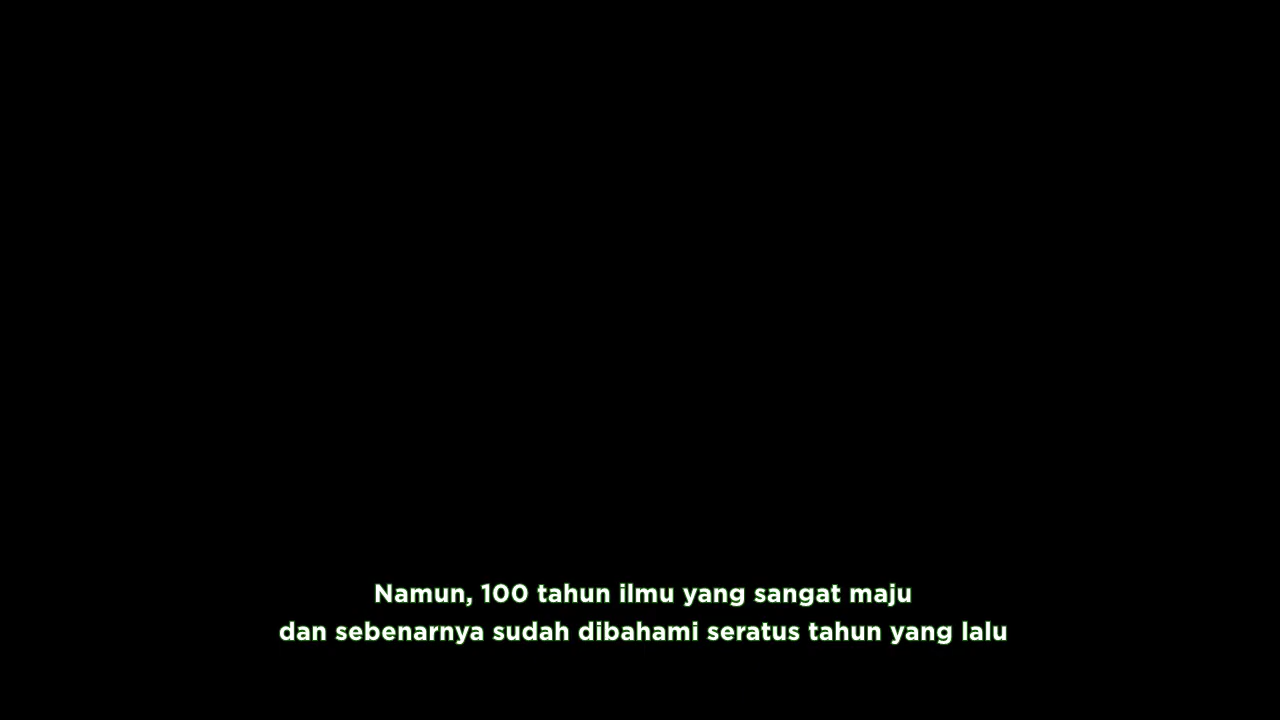 Namun, 100 tahun ilmu yang sangat maju
dan sebenarnya sudah dibahami seratus tahun yang lalu